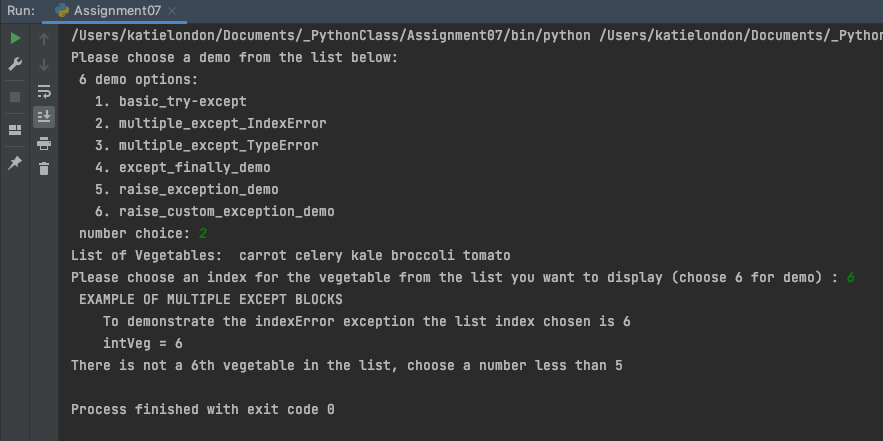 Run: Assignment07 ×
/Users/katielondon/Documents/_PythonClass/Assignment07/bin/python /Users/katielondon/Documents/_Python
Please choose a demo from the list below:
6 demo options:
1. basic_try-except
2. multiple_except_IndexError
3. multiple_except_TypeError
4. except_finally_demo
5. raise_exception_demo
6. raise_custom_exception_demo
number choice: 2
List of Vegetables:  carrot celery kale broccoli tomato
Please choose an index for the vegetable from the list you want to display (choose 6 for demo) : 6
EXAMPLE OF MULTIPLE EXCEPT BLOCKS
To demonstrate the indexError exception the list index chosen is 6
intVeg = 6
There is not a 6th vegetable in the list, choose a number less than 5
Process finished with exit code 0